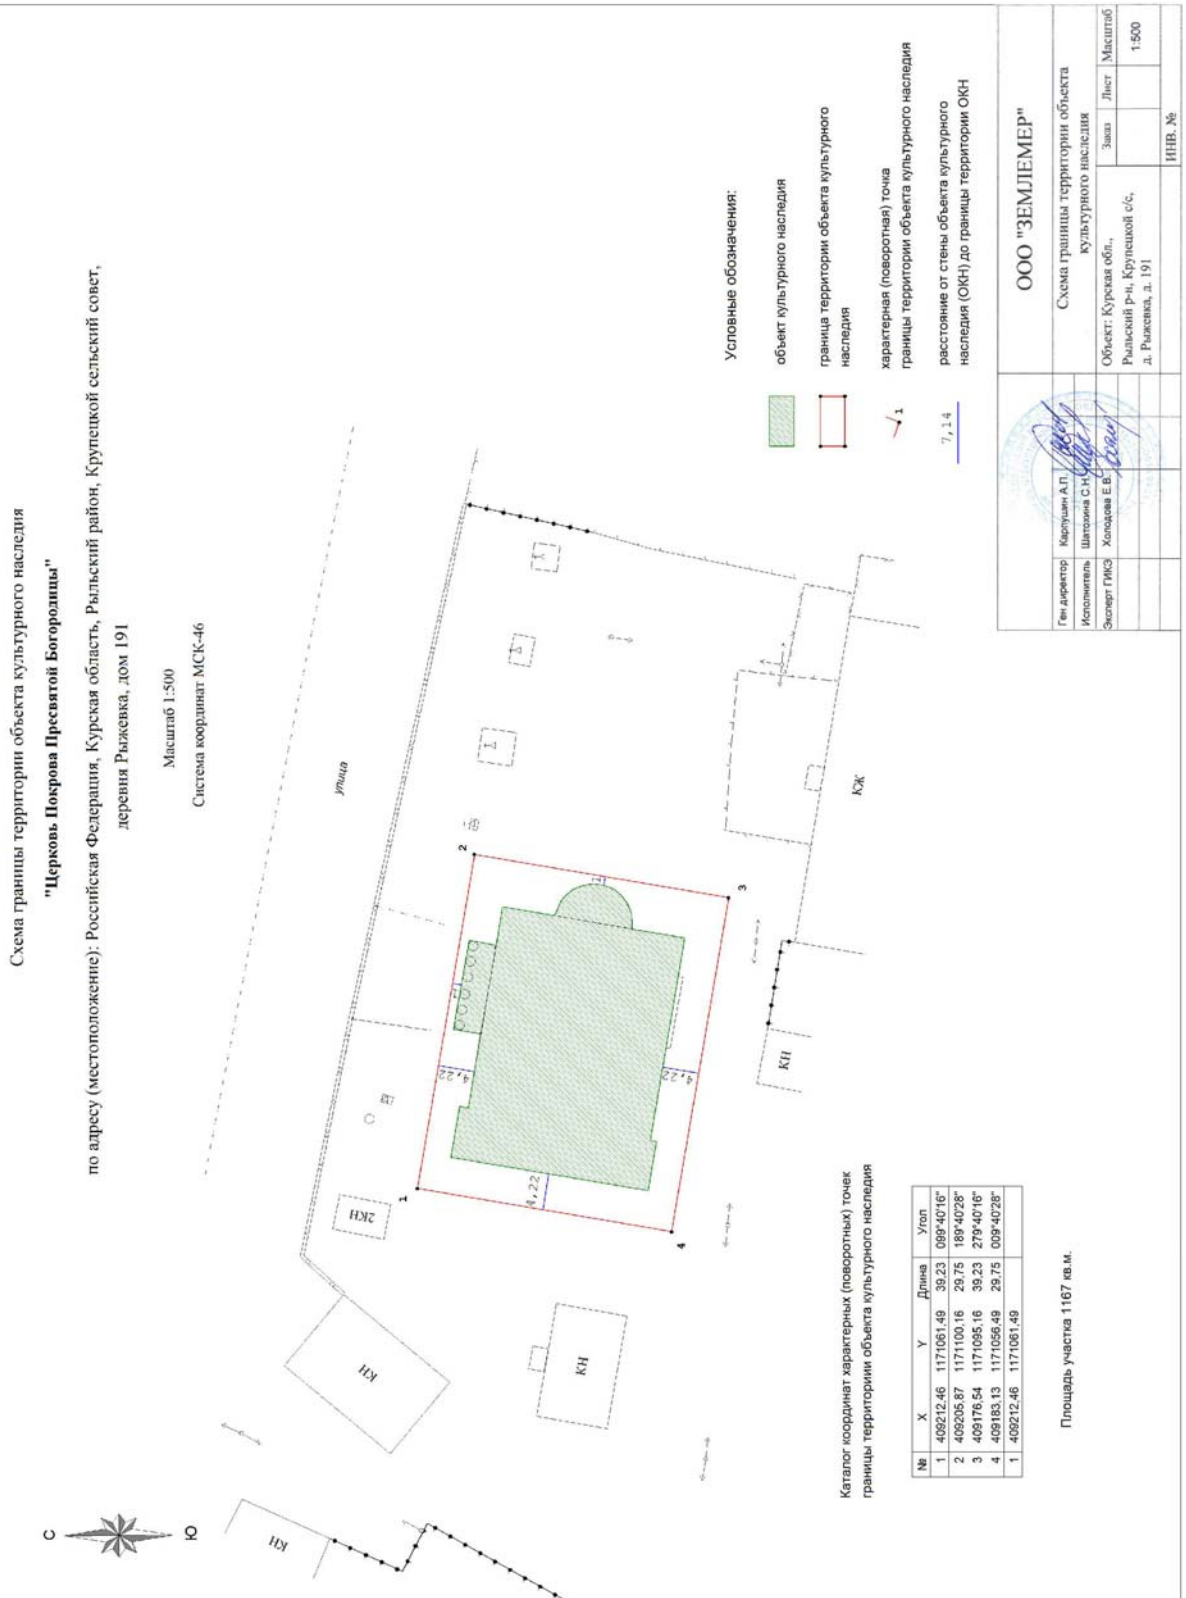 Схема границы территории объекта культурного наследия
"Церковь Покрова Пресвятой Богородицы"
по адресу (местоположение): Российская Федерация, Курская область, Рыльский район, Крупецкой сельский совет,
деревня Рыжевка, дом 191
Масштаб 1:500
Система координат МСК-46
С
Ю
улица
КН
КН
КН
2КН
КН
КЖ
1
2
3
4
4,22
4,22
4,22
Условные обозначения:
объект культурного наследия
граница территории объекта культурного
наследия
1
характерная (поворотная) точка
границы территории объекта культурного наследия
7,14
расстояние от стены объекта культурного
наследия (ОКН) до границы территории ОКН
Каталог координат характерных (поворотных) точек
границы территориии объекта культурного наследия
№ X Y Длина Угол
1 409212,46 1171061,49 39,23 099°40'16"
2 409205,87 1171100,16 29,75 189°40'28"
3 409176,54 1171095,16 39,23 279°40'16"
4 409183,13 1171056,49 29,75 009°40'28"
1 409212,46 1171061,49
Площадь участка 1167 кв.м.
ООО "ЗЕМЛЕМЕР"
Ген директор Карпушин А.П.
Исполнитель Шатохина С.Н.
Эксперт ГИКЭ Холодова Е.В.
Схема границы территории объекта
культурного наследия
Объект: Курская обл.,
Рыльский р-н, Крупецкой с/с,
д. Рыжевка, д. 191
Заказ Лист Масштаб
1:500
ИНВ. №